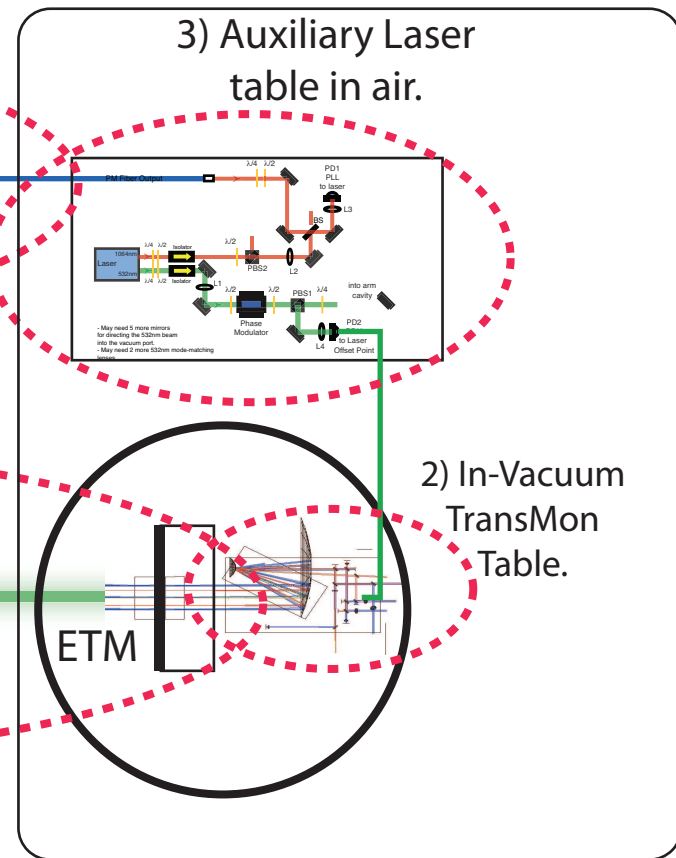 3) Auxiliary Laser
table in air.
PM Fiber Output
λ/4 λ/2
PD1
PLL
to laser
L3
BS
1064nm
Laser
532nm
λ/4 λ/2
λ/4 λ/2
Isolator
Isolator
λ/2
PBS2
L2
L1
λ/2
Phase
Modulator
λ/2
PBS1
λ/4
into arm
cavity
L4
PD2
to Laser
Offset Point
- May need 5 more mirrors
for directing the 532nm beam
into the vacuum port.
- May need 2 more 532nm mode-matching
lenses
2) In-Vacuum
TransMon
Table.
ETM